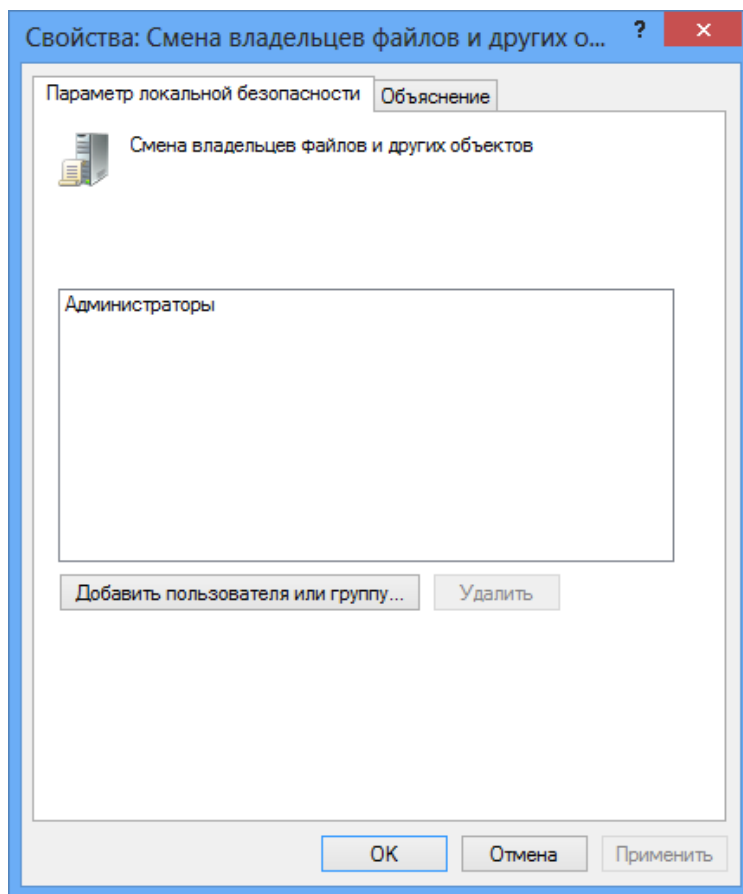 Свойства: Смена владельцев файлов и других о...
?
Параметр локальной безопасности
Объяснение
Смена владельцев файлов и других объектов
Администраторы
Добавить пользователя или группу...
Удалить
OK
Отмена
Применить